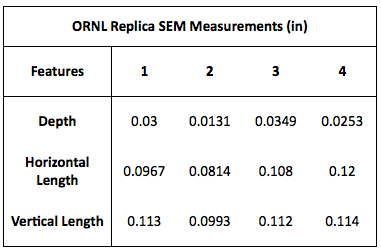 ORNL Replica SEM Measurements (in)
Features 1 2 3 4
Depth 0.03 0.0131 0.0349 0.0253
Horizontal
Length 0.0967 0.0814 0.108 0.12
Vertical Length 0.113 0.0993 0.112 0.114